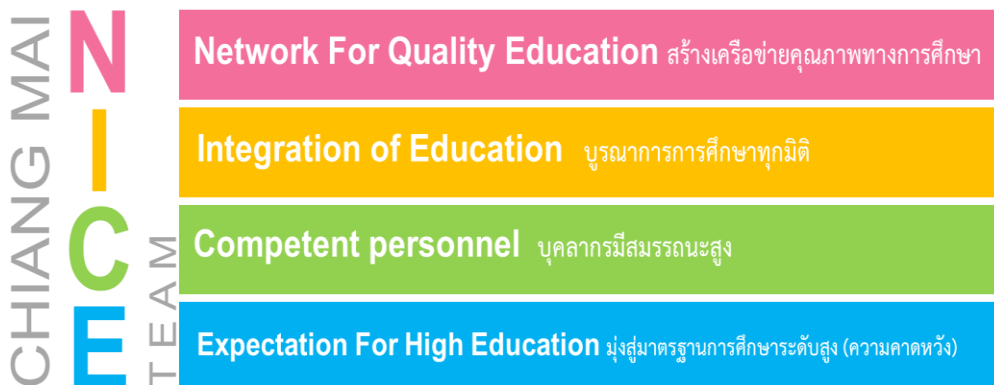 CHIANG MAI
NICE
TEAM
Network For Quality Education สร้างเครือข่ายคุณภาพทางการศึกษา
Integration of Education บูรณาการการศึกษาทุกมิติ
Competent personnel บุคลากรมีสมรรถนะสูง
Expectation For High Education มุ่งสู่มาตรฐานการศึกษาระดับสูง (ความคาดหวัง)